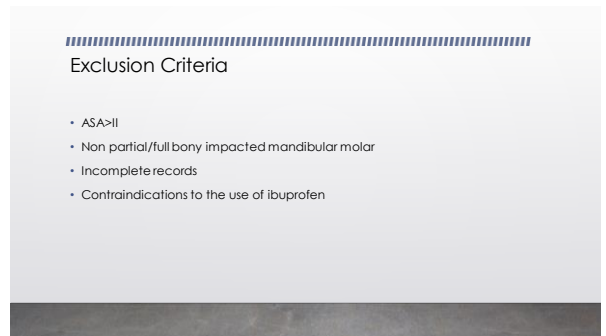 Exclusion Criteria
• ASA>II
• Non partial/full bony impacted mandibular molar
• Incomplete records
• Contraindications to the use of ibuprofen